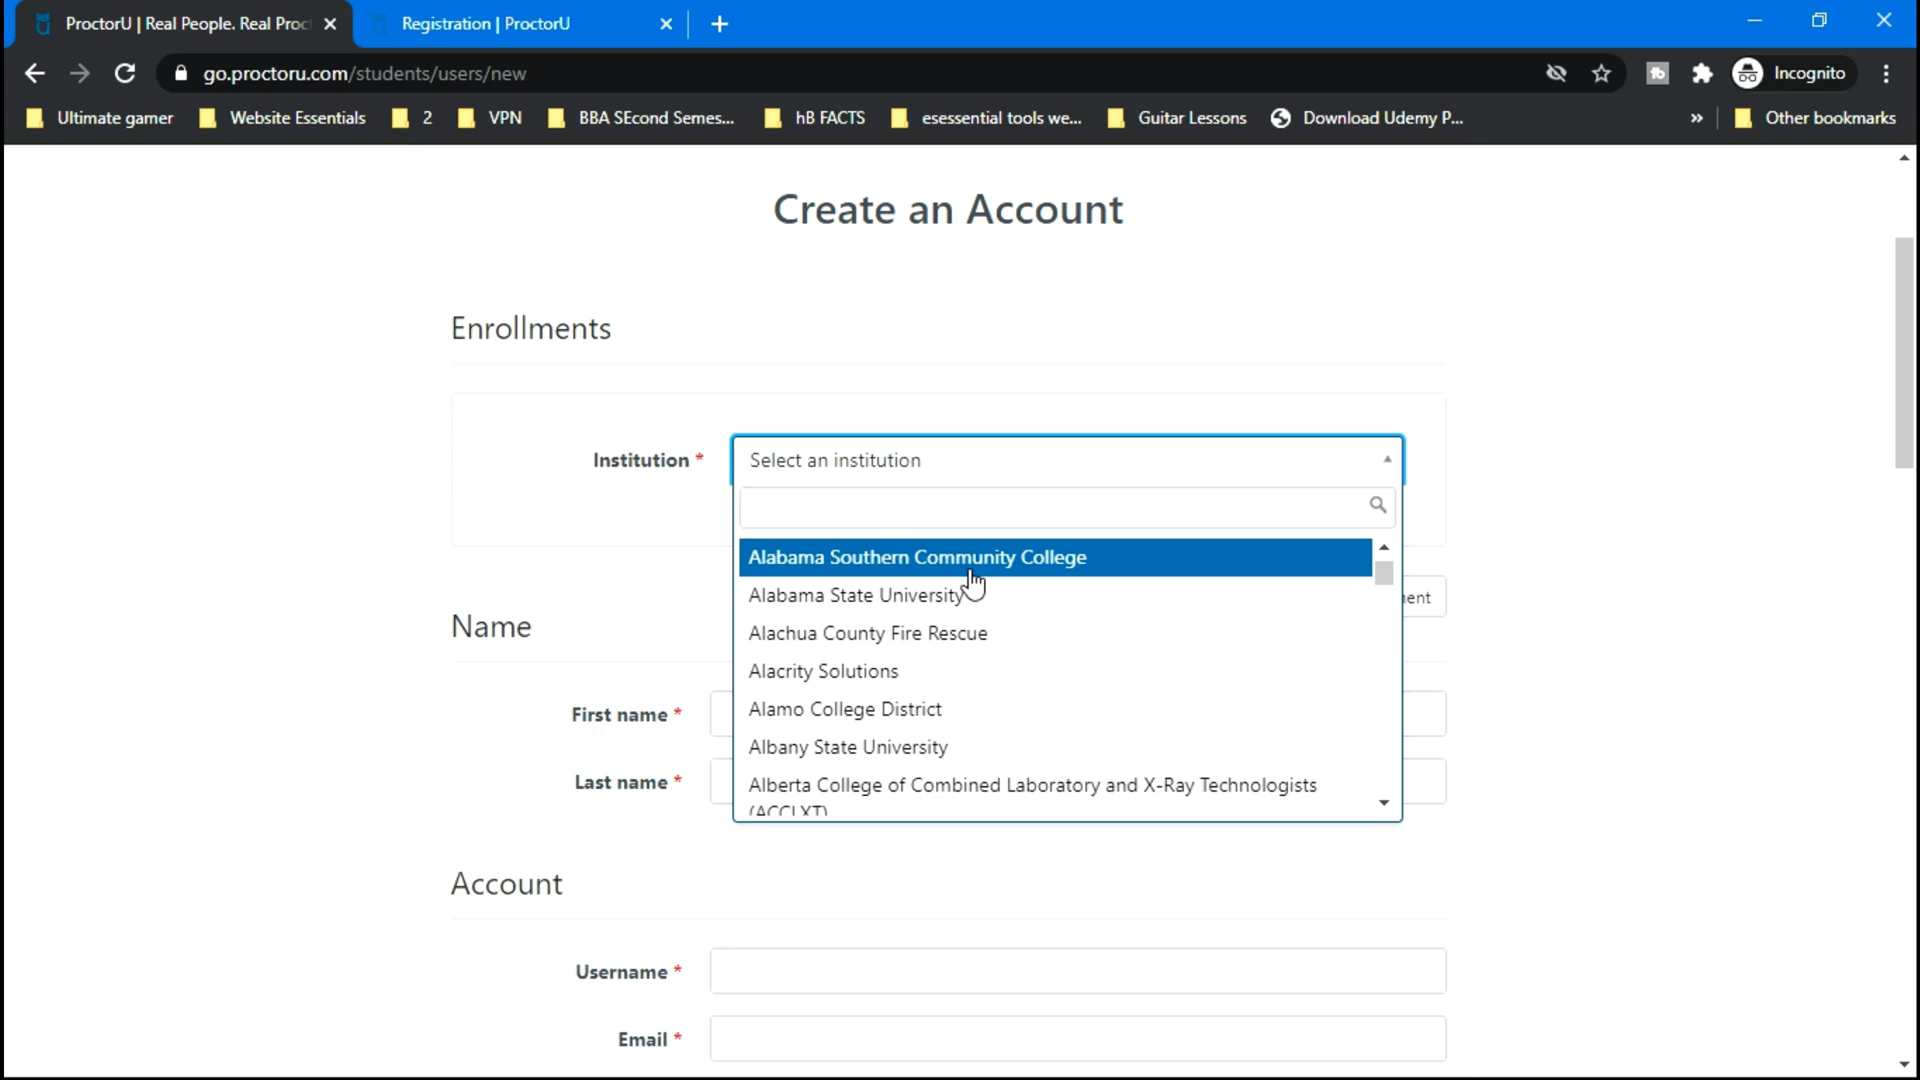 ProctorU | Real People. Real Proc
Registration | ProctorU
go.proctoru.com/students/users/new
Incognito
Ultimate gamer
Website Essentials
2
VPN
BBA SEcond Semes...
hB FACTS
esessential tools we...
Guitar Lessons
Download Udemy P...
»
Other bookmarks
Create an Account
Enrollments
Institution *
Select an institution
Alabama Southern Community College
Alabama State University
Alachua County Fire Rescue
Alacrity Solutions
Alamo College District
Albany State University
Alberta College of Combined Laboratory and X-Ray Technologists
(ACCLXT)
ent
Name
First name *
Last name *
Account
Username *
Email *